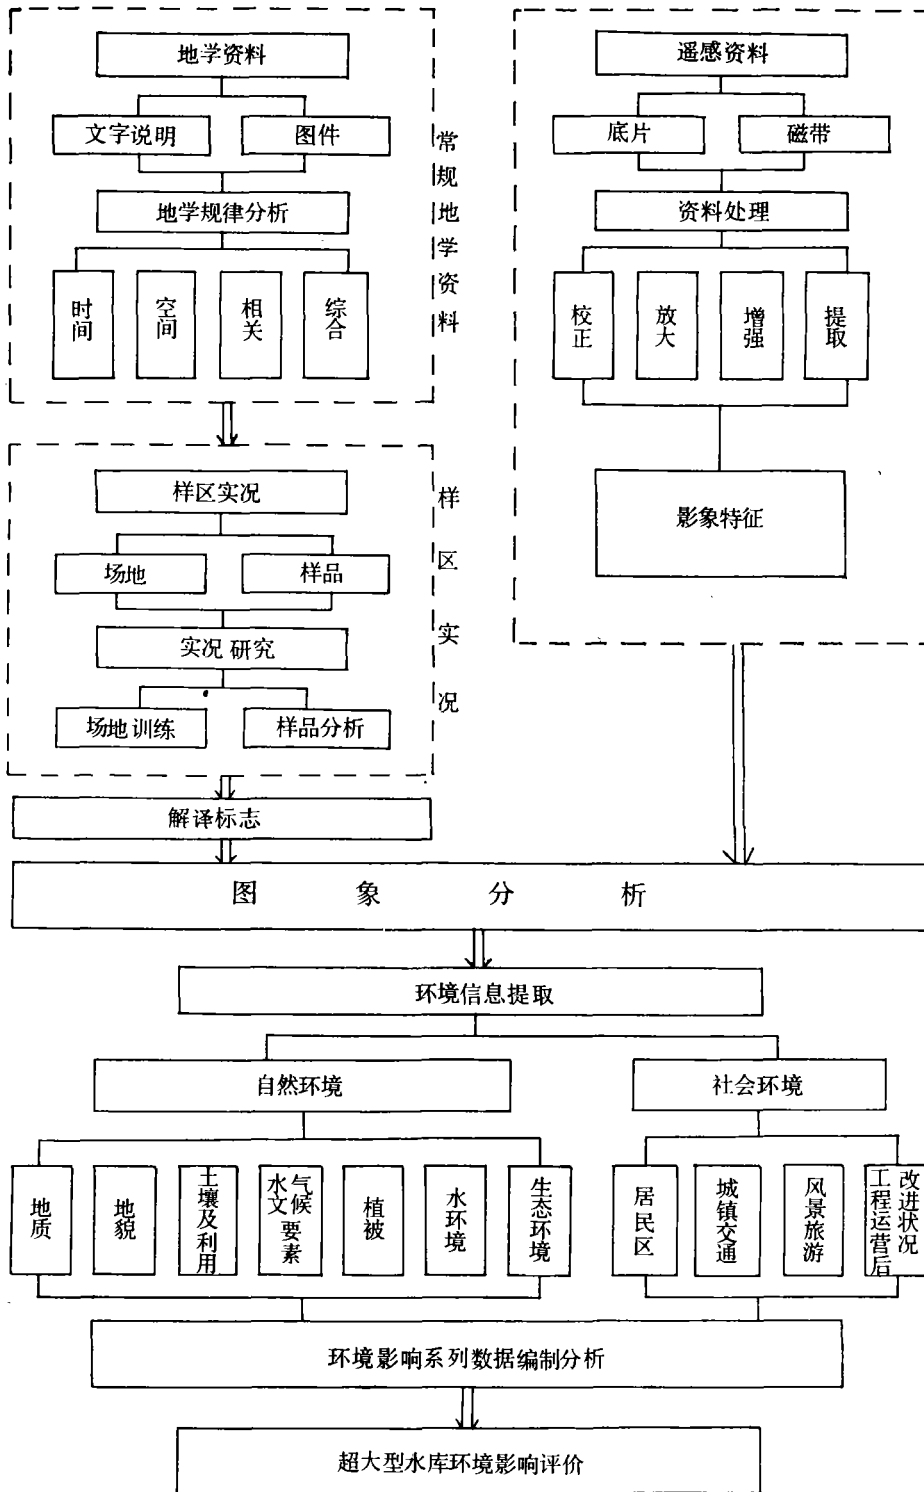 地学资料
文字说明
图件
地学规律分析
时间
空间
相关
综合
常规地学资料
样区实况
场地
样品
实况研究
场地训练
样品分析
样区实况
解译标志
遥感资料
底片
磁带
资料处理
校正
放大
增强
提取
影象特征
图象分析
环境信息提取
自然环境
社会环境
地质
地貌
土壤及利用
水文气候要素
植被
水环境
生态环境
居民区
城镇交通
风景旅游
工程运营后改进状况
环境影响系列数据编制分析
超大型水库环境影响评价